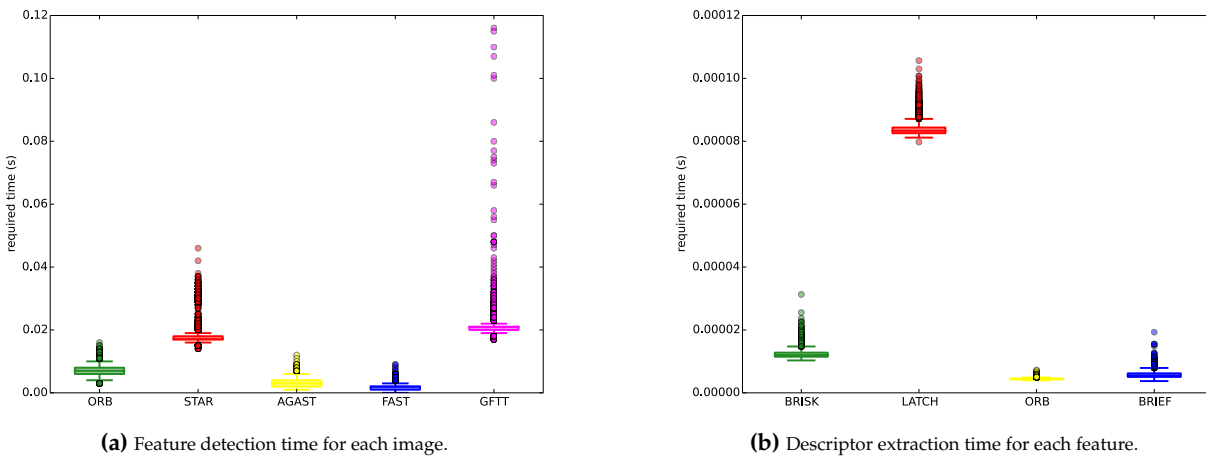 0.12
0.10
0.08
0.06
0.04
0.02
0.00
required time (s)
ORB STAR AGAST FAST GFTT
(a) Feature detection time for each image.
0.00012
0.00010
0.00008
0.00006
0.00004
0.00002
0.00000
required time (s)
BRISK LATCH ORB BRIEF
(b) Descriptor extraction time for each feature.